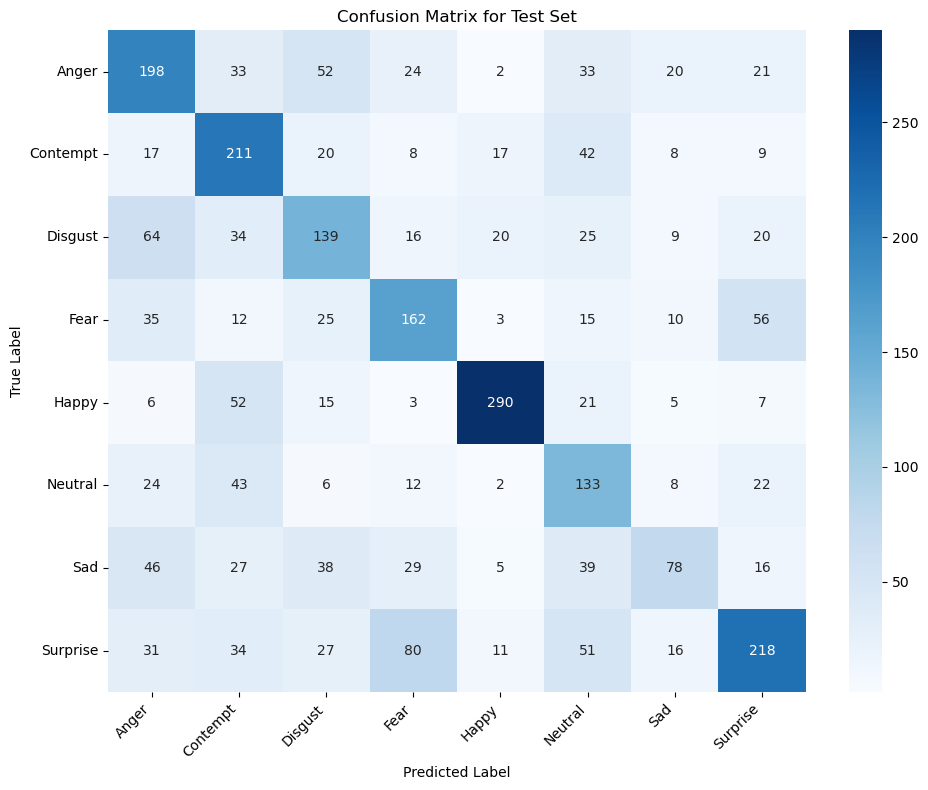 Confusion Matrix for Test Set
Anger 198 33 52 24 2 33 20 21
Contempt 17 211 20 8 17 42 8 9
Disgust 64 34 139 16 20 25 9 20
Fear 35 12 25 162 3 15 10 56
Happy 6 52 15 3 290 21 5 7
Neutral 24 43 6 12 2 133 8 22
Sad 46 27 38 29 5 39 78 16
Surprise 31 34 27 80 11 51 16 218
True Label
Anger Contempt Disgust Fear Happy Neutral Sad Surprise
Predicted Label
250
200
150
100
50